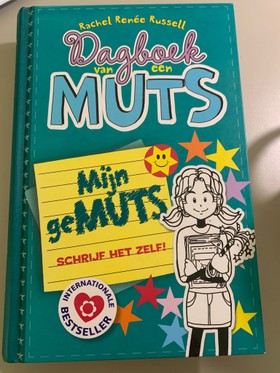 Rachel Renée Russell
Dagboek
van een
MUTS
Mijn
geMUTS
SCHRIJF HET ZELF!
INTERNATIONALE
BESTSELLER